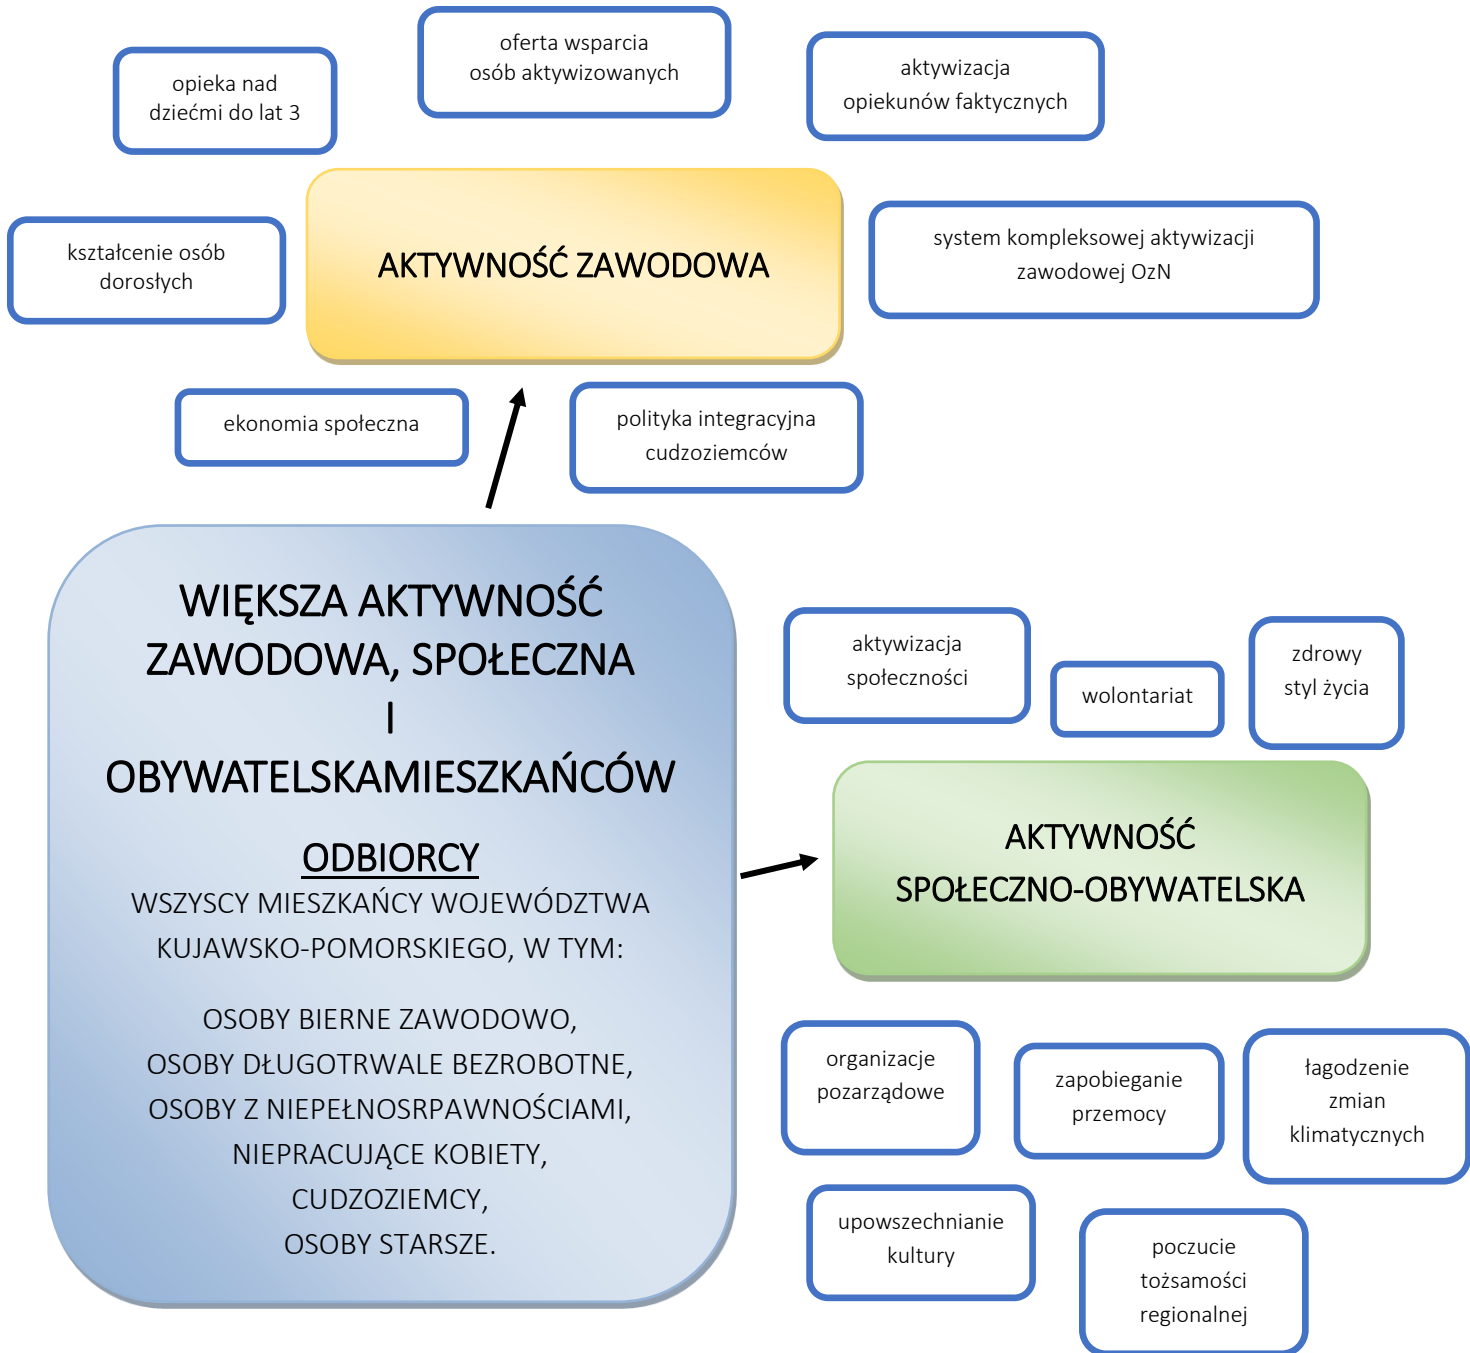 oferta wsparcia
osób aktywizowanych
opieka nad
dziećmi do lat 3
aktywizacja
opiekunów faktycznych
kształcenie osób
dorosłych
AKTYWNOŚĆ ZAWODOWA
system kompleksowej aktywizacji
zawodowej OzN
ekonomia społeczna
polityka integracyjna
cudzoziemców
WIĘKSZA AKTYWNOŚĆ
ZAWODOWA, SPOŁECZNA
I
OBYWATELSKAMIESZKAŃCÓW
ODBIORCY
WSZYSCY MIESZKAŃCY WOJEWÓDZTWA
KUJAWSKO-POMORSKIEGO, W TYM:
OSOBY BIERNE ZAWODOWO,
OSOBY DŁUGOTRWALE BEZROBOTNE,
OSOBY Z NIEPEŁNOSRPAWNOŚCIAMI,
NIEPRACUJĄCE KOBIETY,
CUDZOZIEMCY,
OSOBY STARSZE.
aktywizacja
społeczności
wolontariat
zdrowy
styl życia
AKTYWNOŚĆ
SPOŁECZNO-OBYWATELSKA
organizacje
pozarządowe
zapobieganie
przemocy
łagodzenie
zmian
klimatycznych
upowszechnianie
kultury
poczucie
tożsamości
regionalnej